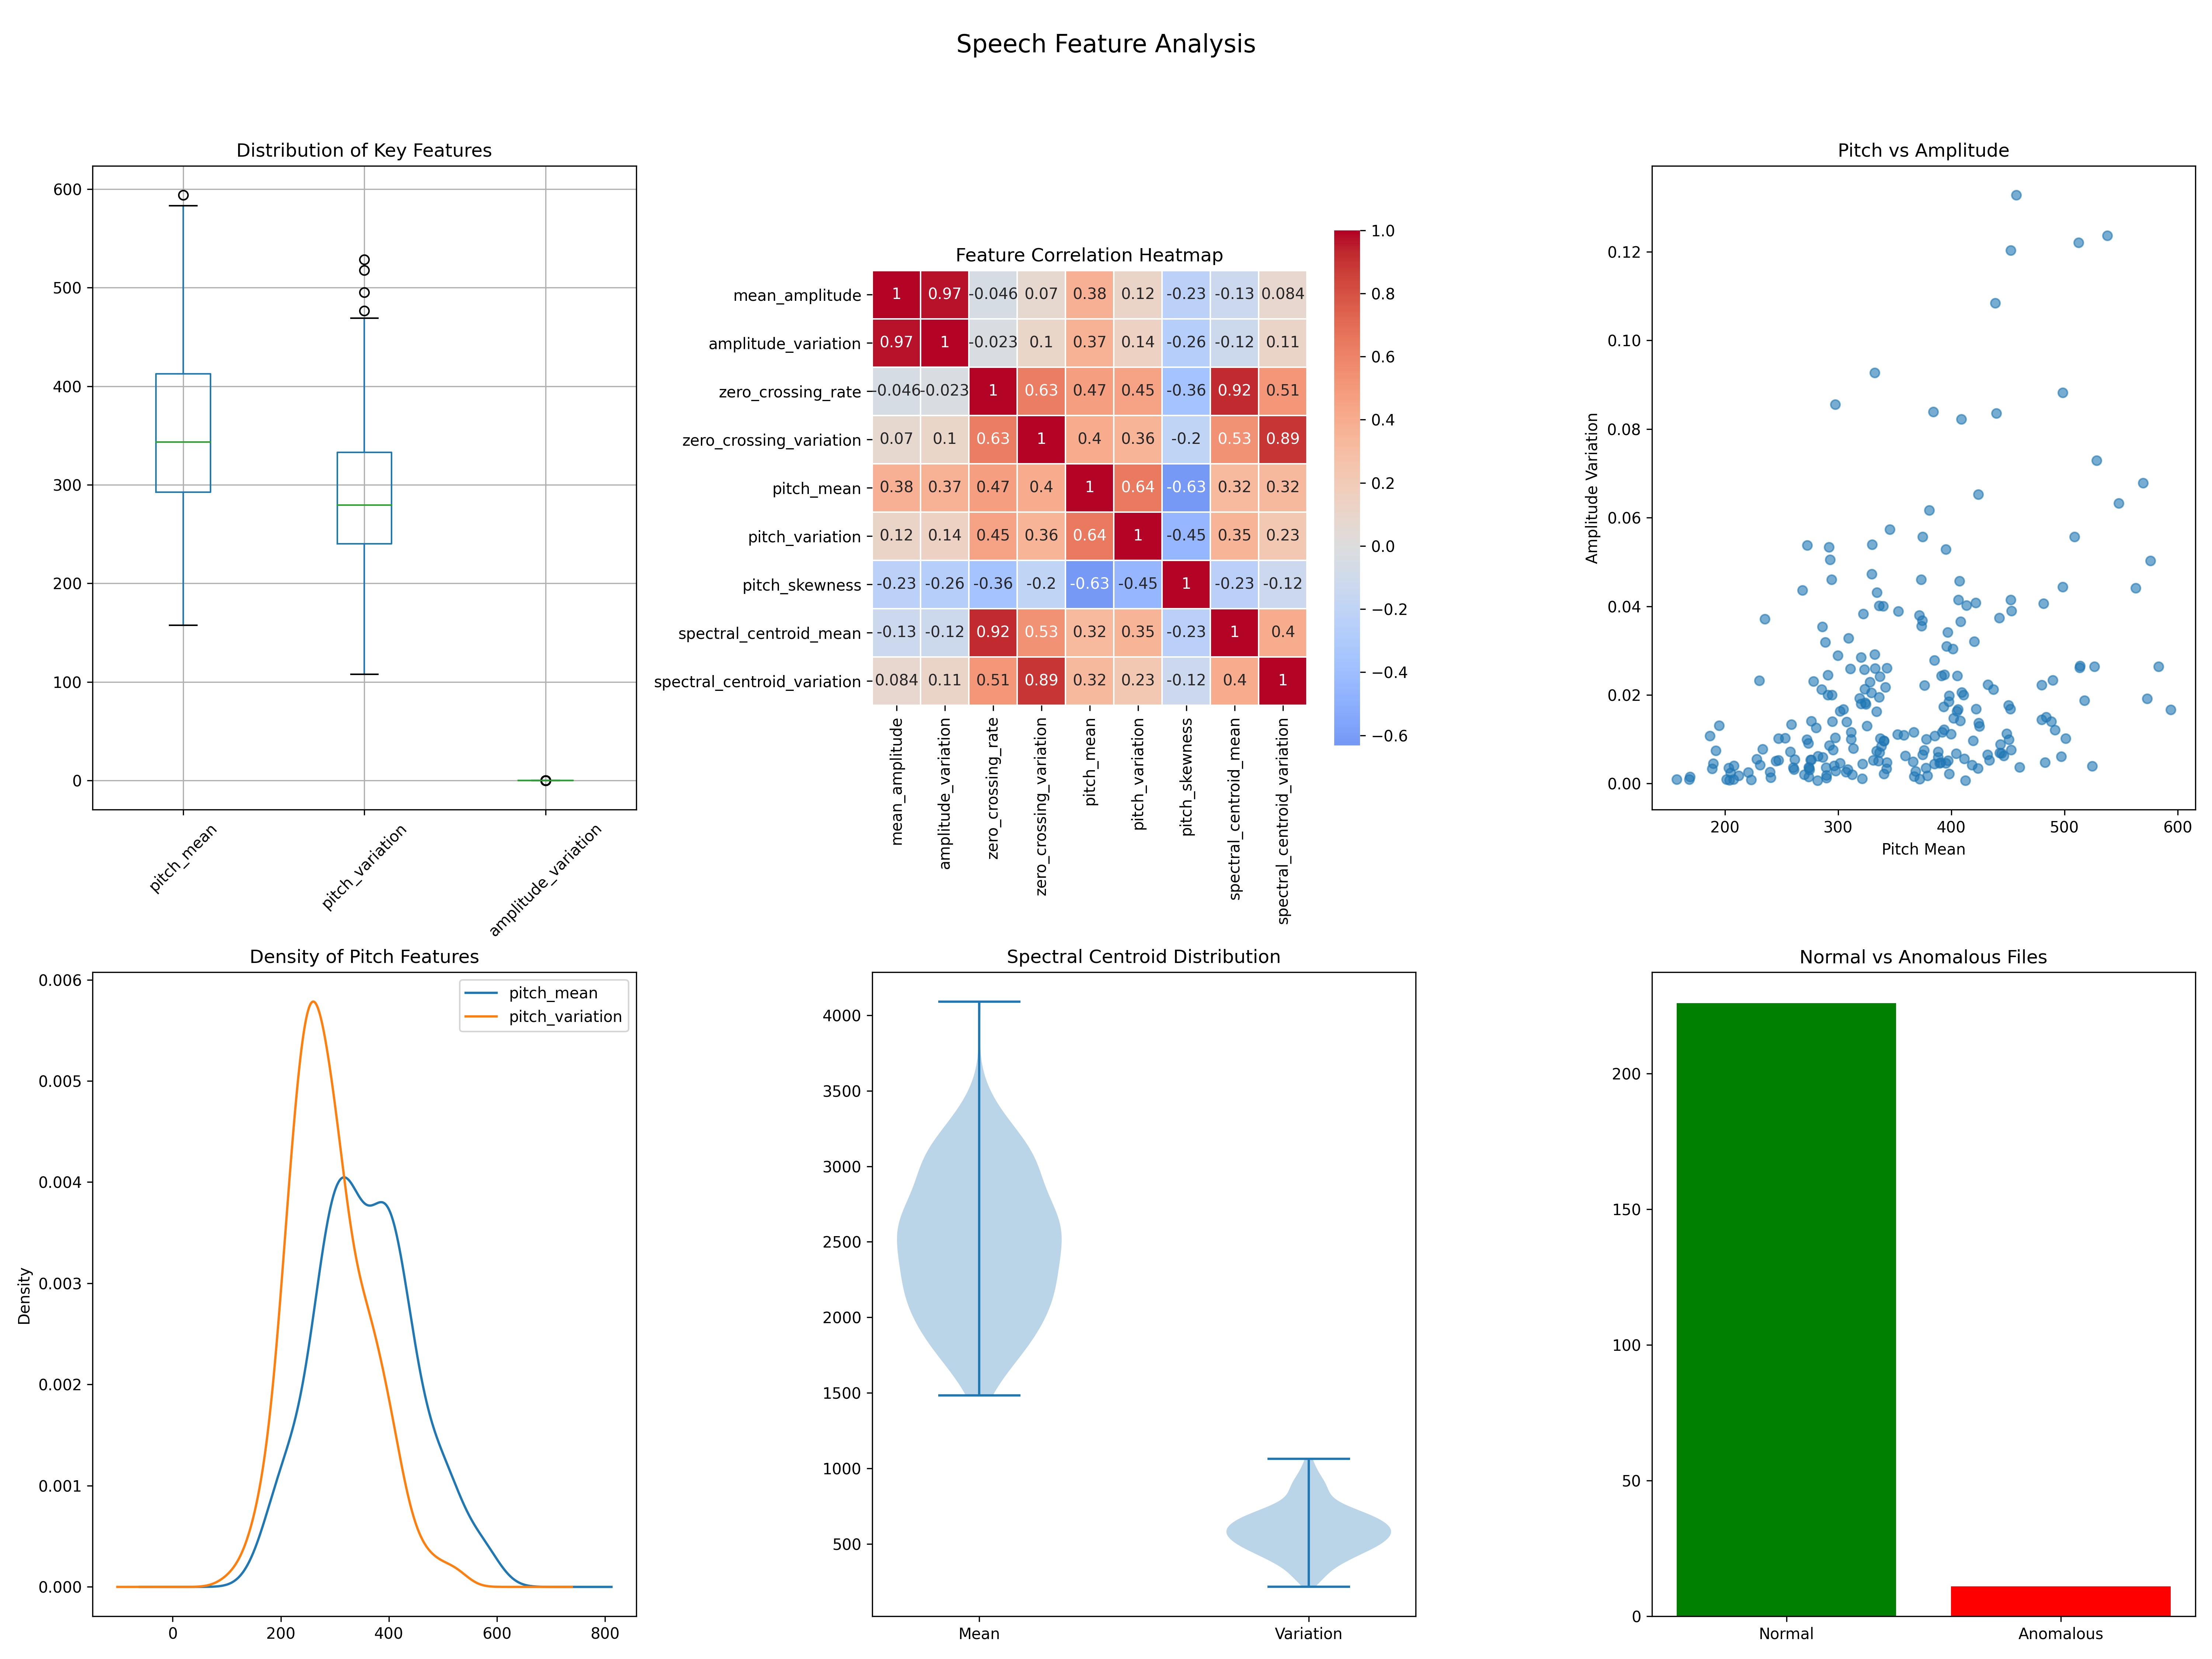 Speech Feature Analysis
Distribution of Key Features
600
500
400
300
200
100
0
pitch_mean
pitch_variation
amplitude_variation
Feature Correlation Heatmap
mean_amplitude 1 0.97 -0.046 0.07 0.38 0.12 -0.23 -0.13 0.084
amplitude_variation 0.97 1 -0.023 0.1 0.37 0.14 -0.26 -0.12 0.11
zero_crossing_rate -0.046 -0.023 1 0.63 0.47 0.45 -0.36 0.92 0.51
zero_crossing_variation 0.07 0.1 0.63 1 0.4 0.36 -0.2 0.53 0.89
pitch_mean 0.38 0.37 0.47 0.4 1 0.64 -0.63 0.32 0.32
pitch_variation 0.12 0.14 0.45 0.36 0.64 1 -0.45 0.35 0.23
pitch_skewness -0.23 -0.26 -0.36 -0.2 -0.63 -0.45 1 -0.23 -0.12
spectral_centroid_mean -0.13 -0.12 0.92 0.53 0.32 0.35 -0.23 1 0.4
spectral_centroid_variation 0.084 0.11 0.51 0.89 0.32 0.23 -0.12 0.4 1
mean_amplitude
amplitude_variation
zero_crossing_rate
zero_crossing_variation
pitch_mean
pitch_variation
pitch_skewness
spectral_centroid_mean
spectral_centroid_variation
1.0
0.8
0.6
0.4
0.2
0.0
−0.2
−0.4
−0.6
Pitch vs Amplitude
Amplitude Variation
0.12
0.10
0.08
0.06
0.04
0.02
0.00
200 300 400 500 600
Pitch Mean
Density of Pitch Features
pitch_mean
pitch_variation
Density
0.006
0.005
0.004
0.003
0.002
0.001
0.000
0 200 400 600 800
Spectral Centroid Distribution
4000
3500
3000
2500
2000
1500
1000
500
Mean Variation
Normal vs Anomalous Files
200
150
100
50
0
Normal Anomalous